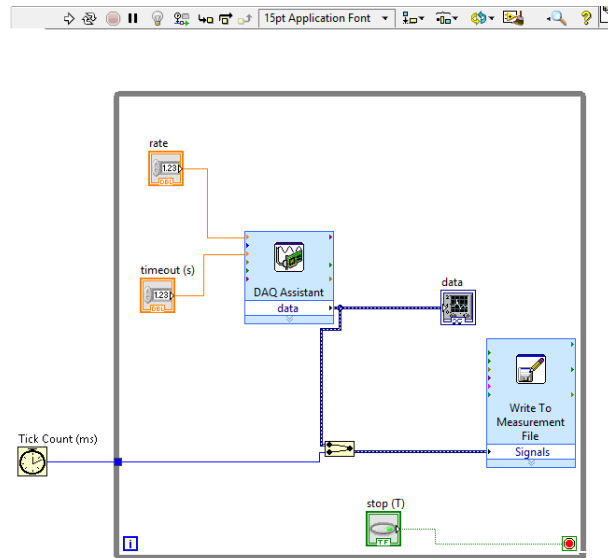 15pt Application Font
?
rate
1.23
DBL
timeout (s)
1.23
DBL
DAQ Assistant
data
data
Write To
Measurement
File
Signals
Tick Count (ms)
stop (T)
TF
i